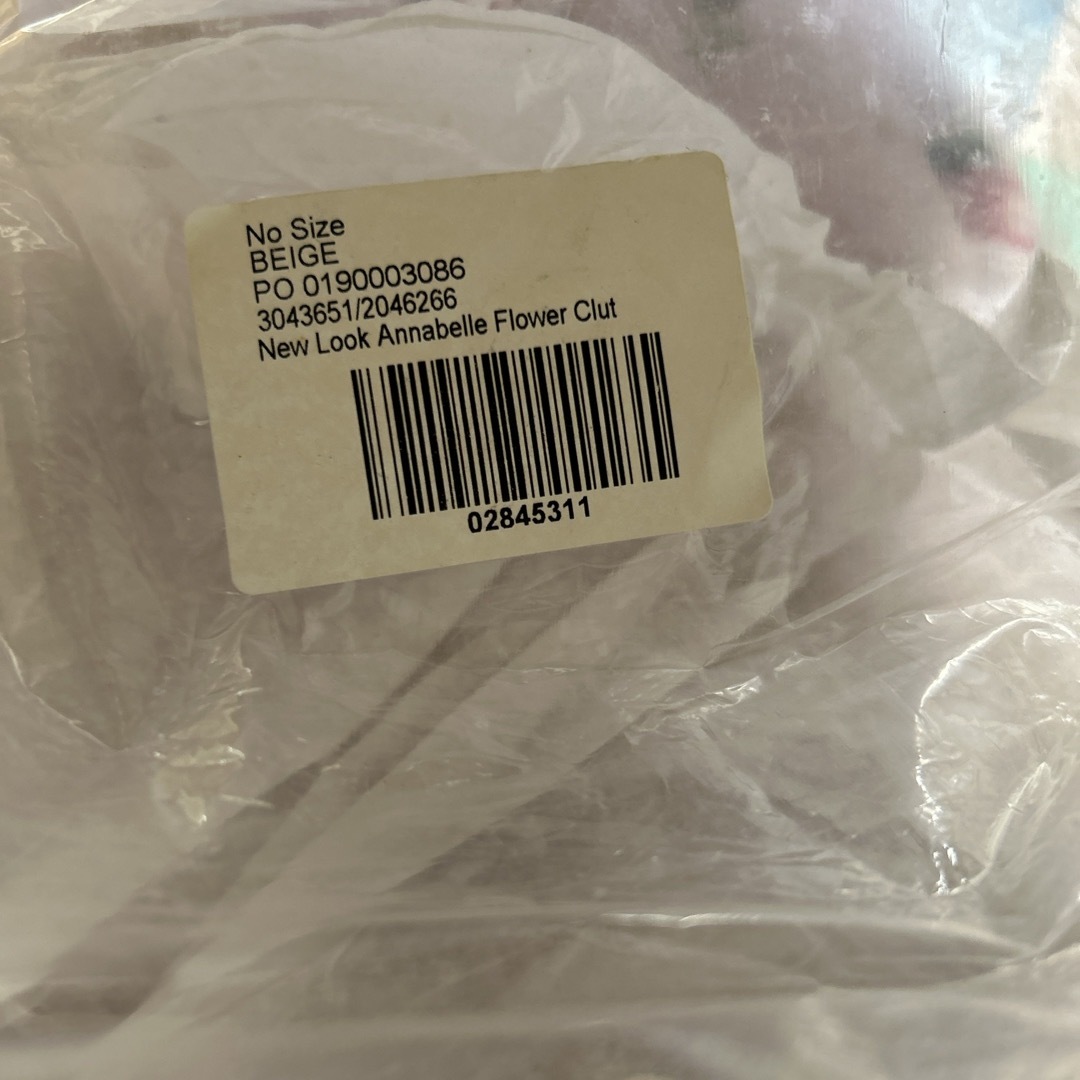 No Size
BEIGE
PO 0190003086
3043651/2046266
New Look Annabelle Flower Clut
02845311